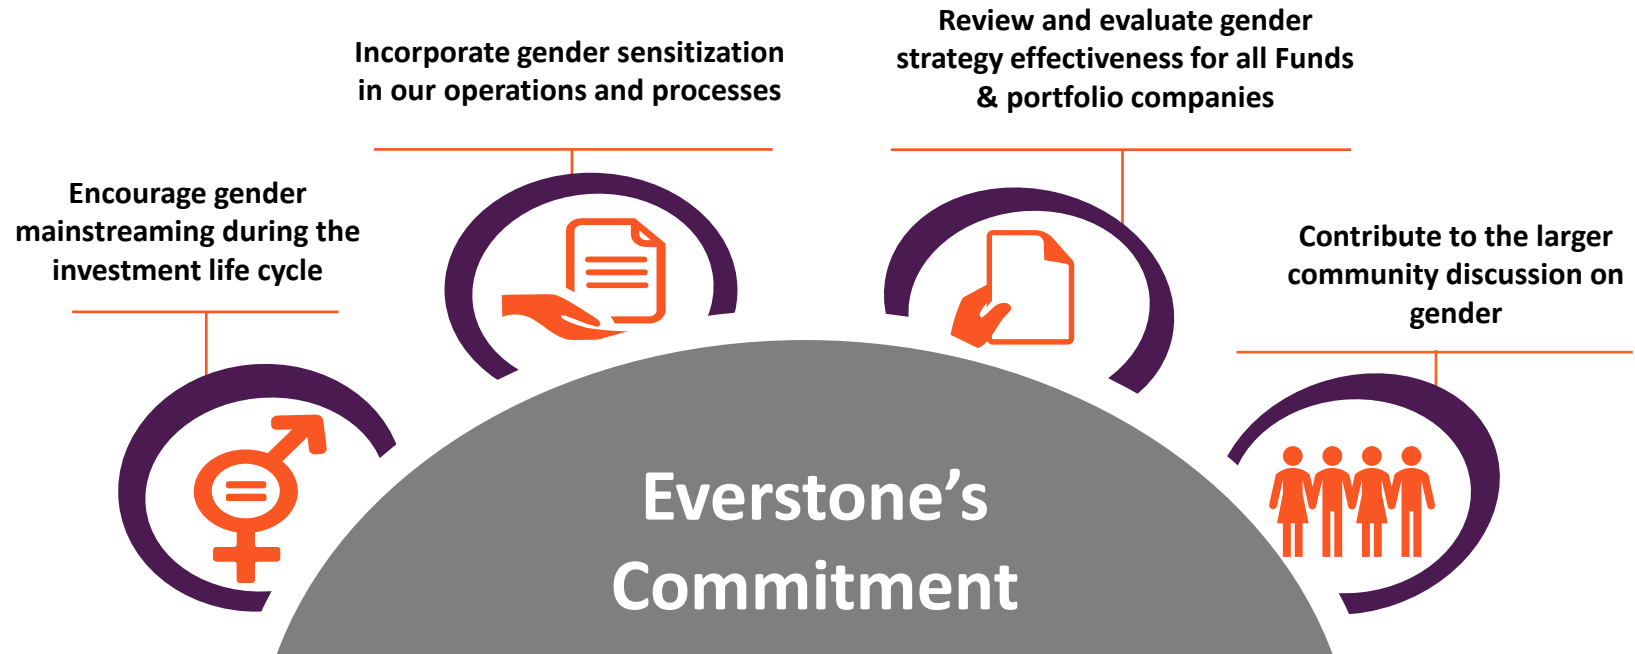 Encourage gender
mainstreaming during the
investment life cycle
Incorporate gender sensitization
in our operations and processes
Review and evaluate gender
strategy effectiveness for all Funds
& portfolio companies
Contribute to the larger
community discussion on
gender
Everstone’s
Commitment